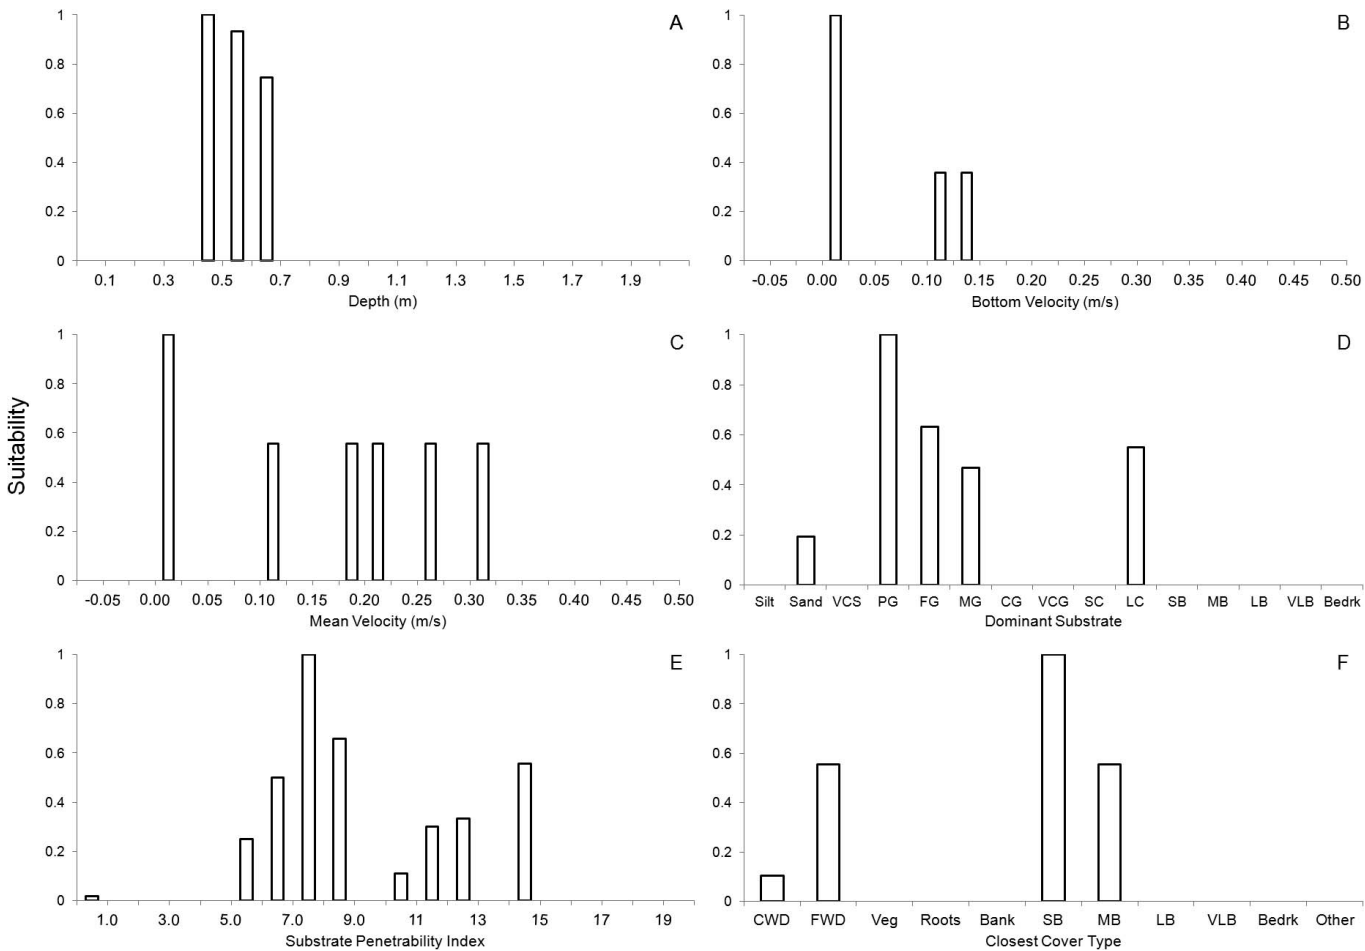 Suitability
A
1
0.8
0.6
0.4
0.2
0
0.1 0.3 0.5 0.7 0.9 1.1 1.3 1.5 1.7 1.9
Depth (m)
B
1
0.8
0.6
0.4
0.2
0
-0.05 0.00 0.05 0.10 0.15 0.20 0.25 0.30 0.35 0.40 0.45 0.50
Bottom Velocity (m/s)
C
1
0.8
0.6
0.4
0.2
0
-0.05 0.00 0.05 0.10 0.15 0.20 0.25 0.30 0.35 0.40 0.45 0.50
Mean Velocity (m/s)
D
1
0.8
0.6
0.4
0.2
0
Silt Sand VCS PG FG MG CG VCG SC LC SB MB LB VLB Bedrk
Dominant Substrate
E
1
0.8
0.6
0.4
0.2
0
1.0 3.0 5.0 7.0 9.0 11 13 15 17 19
Substrate Penetrability Index
F
1
0.8
0.6
0.4
0.2
0
CWD FWD Veg Roots Bank SB MB LB VLB Bedrk Other
Closest Cover Type